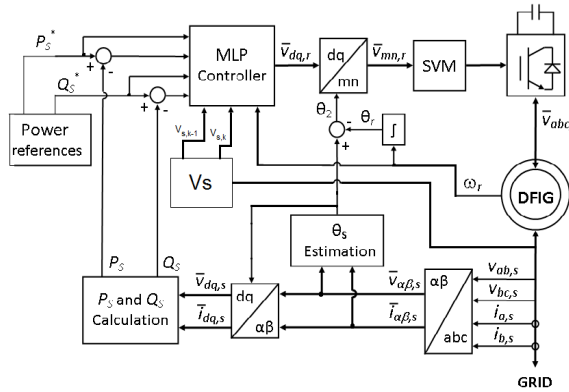 P_S^*
Q_S^*
+
-
+
-
MLP
Controller
v̅_dq,r
dq
mn
v̅_mn,r
SVM
v̅_abc
Power
references
V_s,k-1
V_s,k
θ_2
-
θ_r
∫
+
Vs
ω_r
DFIG
θ_s
Estimation
P_S
Q_S
P_S and Q_S
Calculation
v̅_dq,s
i̅_dq,s
dq
αβ
v̅_αβ,s
i̅_αβ,s
αβ
abc
v_ab,s
v_bc,s
i_a,s
i_b,s
GRID